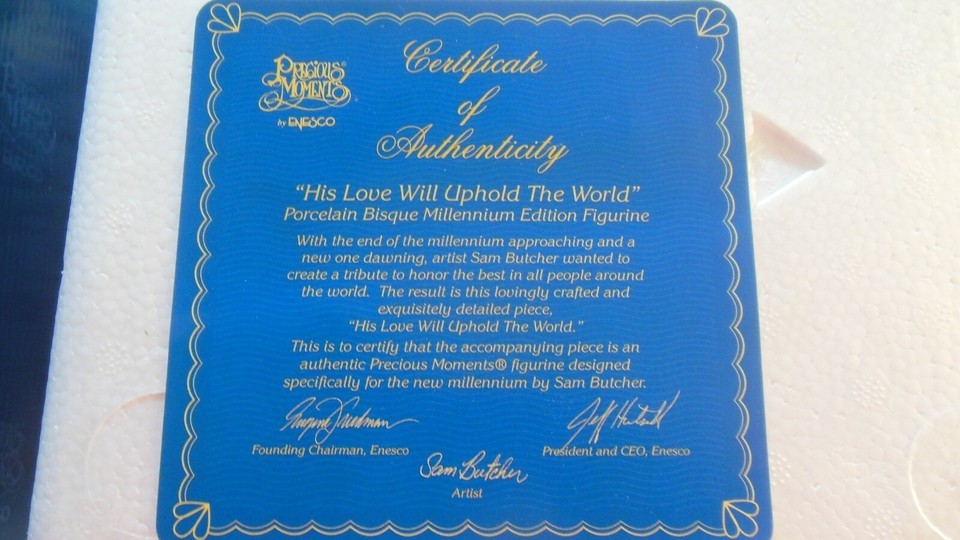 Certificate
of
Authenticity
PRECIOUS
MOMENTS
by ENESCO
“His Love Will Uphold The World”
Porcelain Bisque Millennium Edition Figurine
With the end of the millennium approaching and a
new one dawning, artist Sam Butcher wanted to
create a tribute to honor the best in all people around
the world. The result is this lovingly crafted and
exquisitely detailed piece,
“His Love Will Uphold The World.”
This is to certify that the accompanying piece is an
authentic Precious Moments® figurine designed
specifically for the new millennium by Sam Butcher.
Founding Chairman, Enesco
President and CEO, Enesco
Sam Butcher
Artist